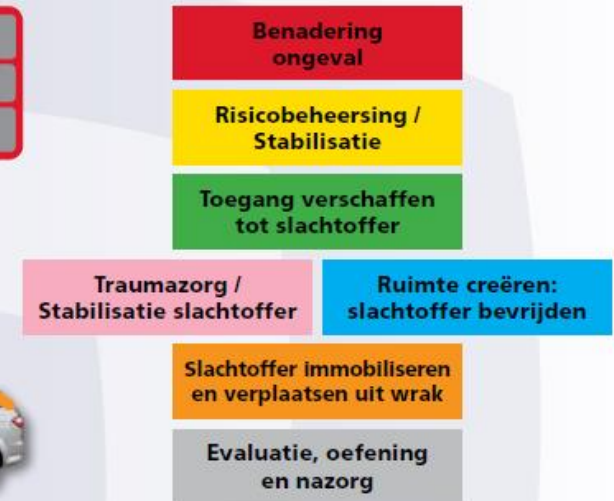 Benadering
ongeval
Risicobeheersing /
Stabilisatie
Toegang verschaffen
tot slachtoffer
Traumazorg /
Stabilisatie slachtoffer
Ruimte creëren:
slachtoffer bevrijden
Slachtoffer immobiliseren
en verplaatsen uit wrak
Evaluatie, oefening
en nazorg